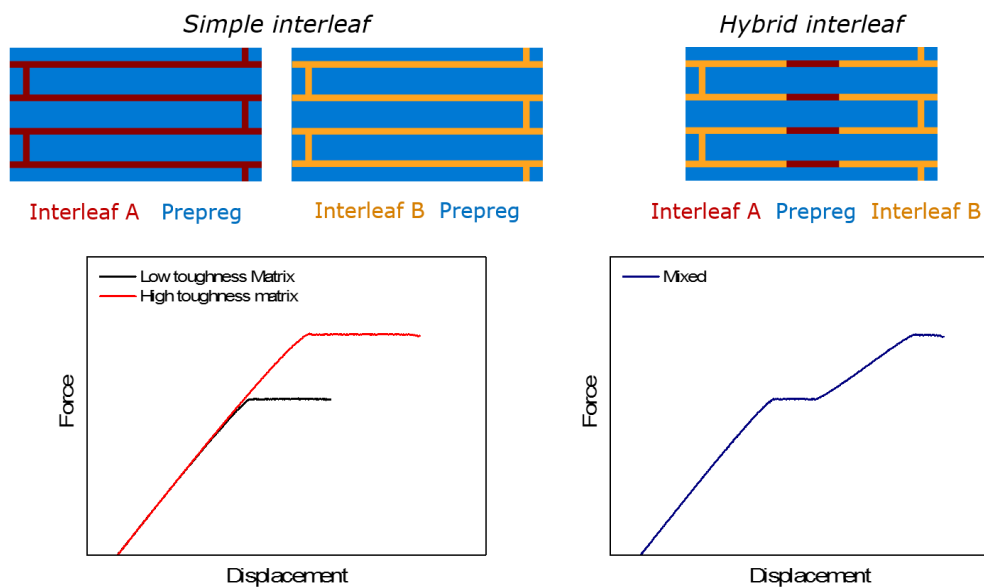 Simple interleaf
Hybrid interleaf
Interleaf A Prepreg
Interleaf B Prepreg
Interleaf A Prepreg Interleaf B
Low toughness Matrix
High toughness matrix
Force
Displacement
Mixed
Force
Displacement